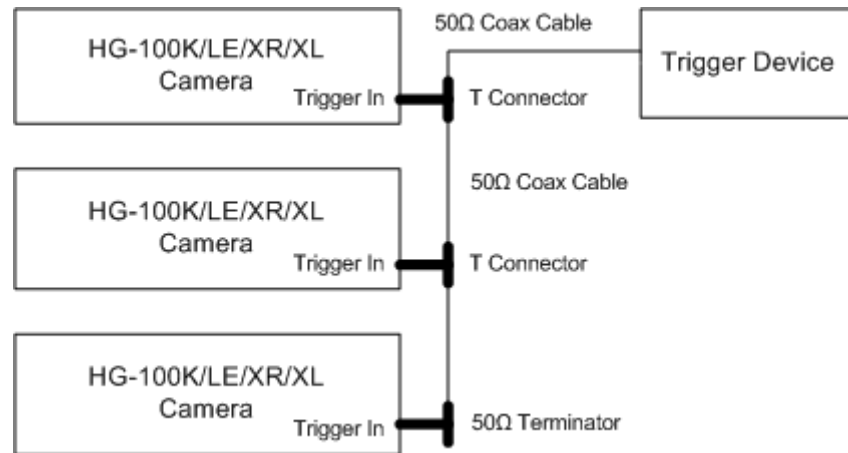 50Ω Coax Cable
HG-100K/LE/XR/XL
Camera
Trigger In
T Connector
Trigger Device
50Ω Coax Cable
HG-100K/LE/XR/XL
Camera
Trigger In
T Connector
HG-100K/LE/XR/XL
Camera
Trigger In
50Ω Terminator